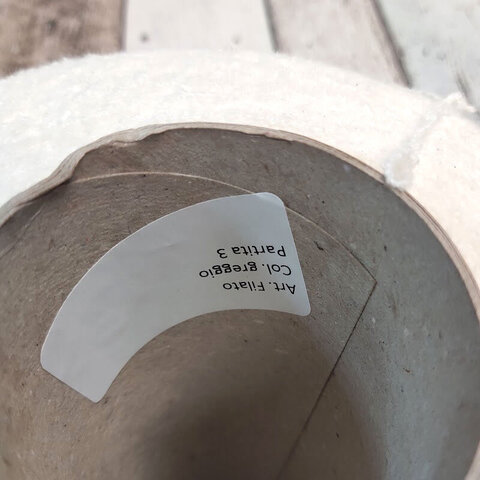 Art. Filato
Col. greggio
Partita 3